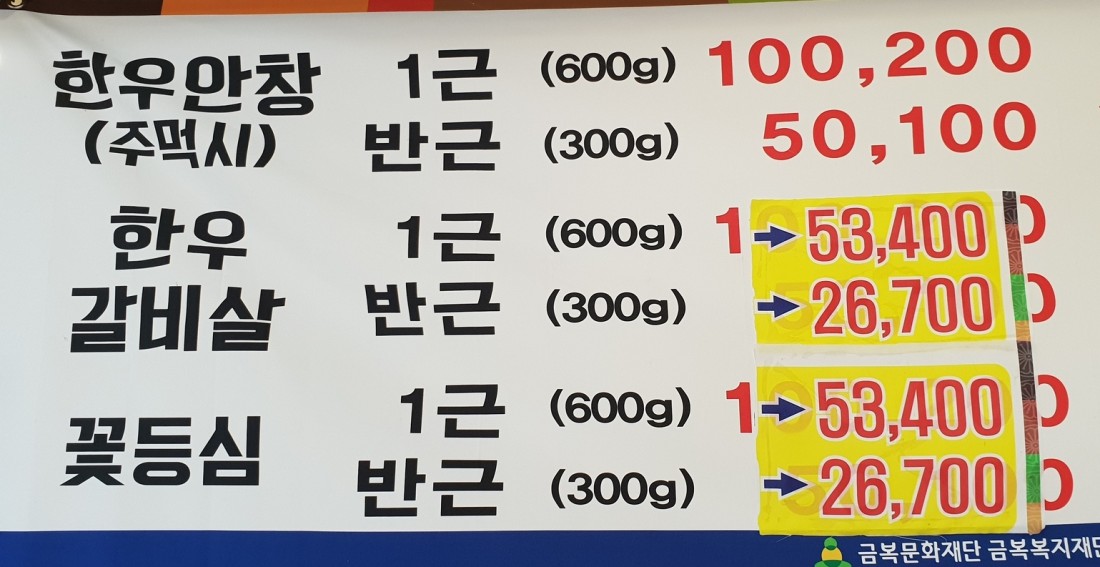 한우안창 1근 (600g) 100,200
(주먹시) 반근 (300g) 50,100
한우 1근 (600g) 53,400
갈비살 반근 (300g) 26,700
꽃등심 1근 (600g) 53,400
반근 (300g) 26,700
금복문화재단 금복복지재단